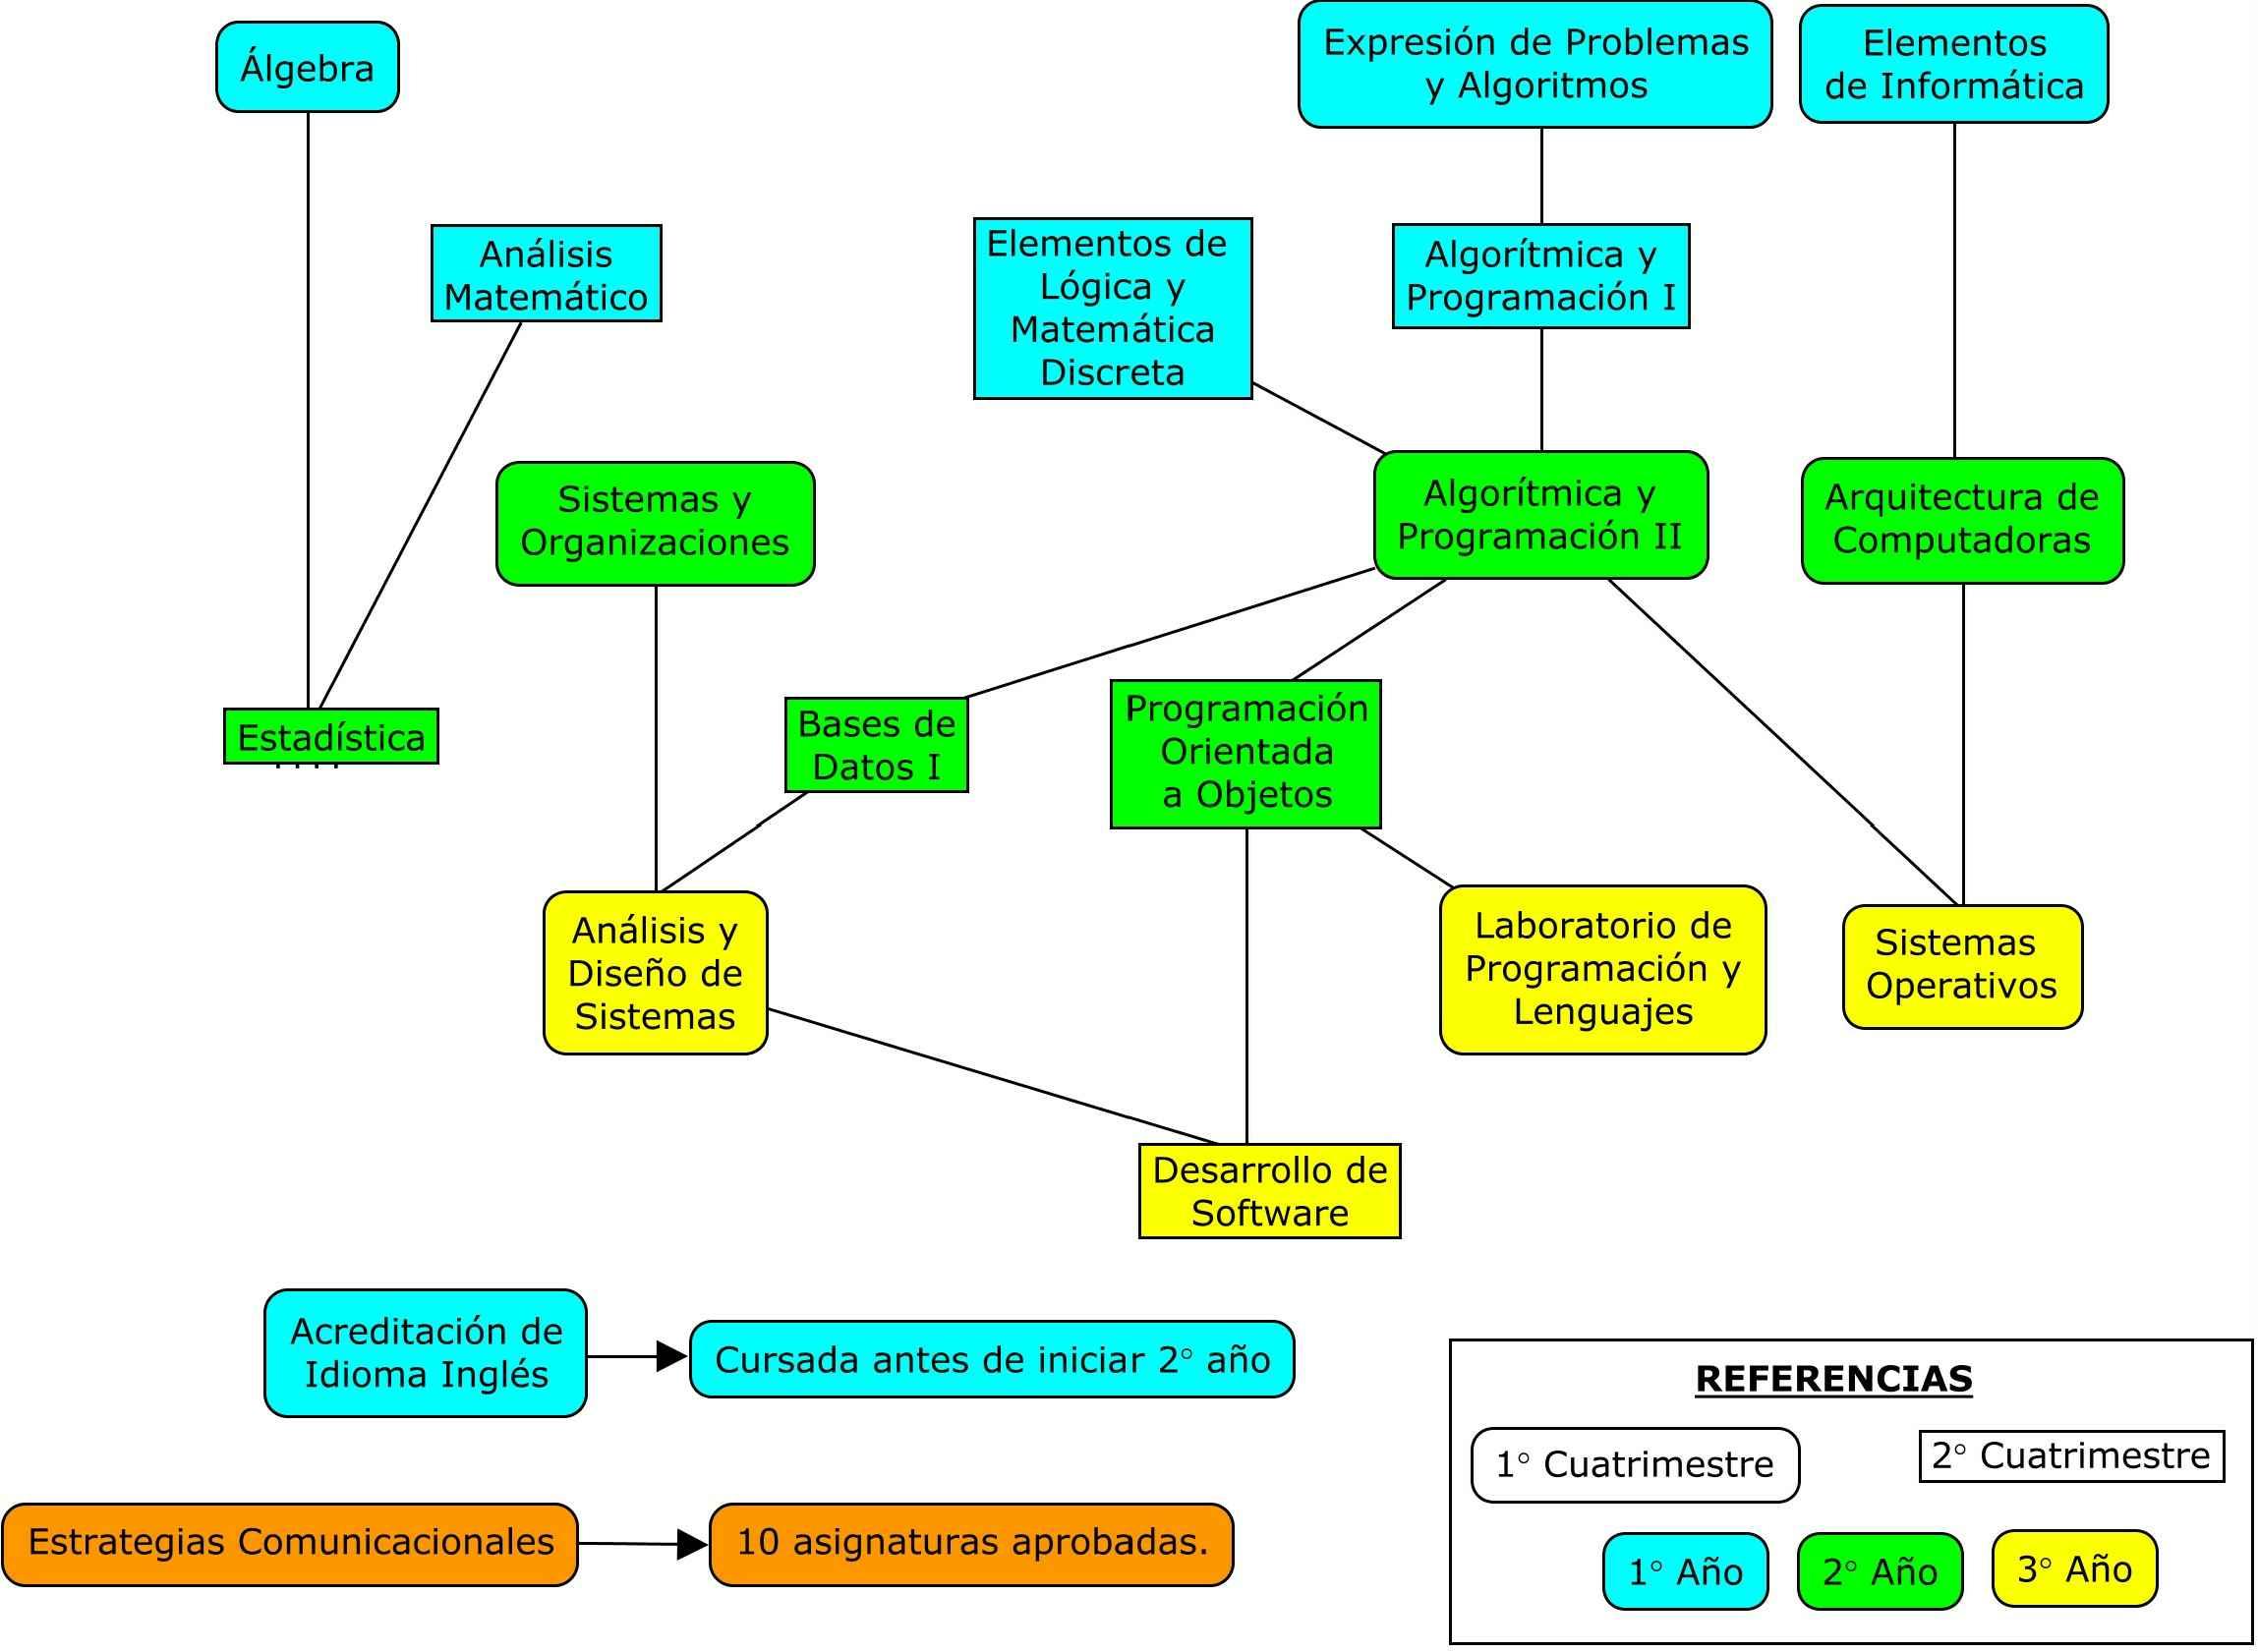 Álgebra
Expresión de Problemas
y Algoritmos
Elementos
de Informática
Análisis
Matemático
Elementos de
Lógica y
Matemática
Discreta
Algorítmica y
Programación I
Sistemas y
Organizaciones
Algorítmica y
Programación II
Arquitectura de
Computadoras
Estadística
Bases de
Datos I
Programación
Orientada
a Objetos
Análisis y
Diseño de
Sistemas
Laboratorio de
Programación y
Lenguajes
Sistemas
Operativos
Desarrollo de
Software
Acreditación de
Idioma Inglés
Cursada antes de iniciar 2° año
Estrategias Comunicacionales
10 asignaturas aprobadas.
REFERENCIAS
1° Cuatrimestre
2° Cuatrimestre
1° Año
2° Año
3° Año